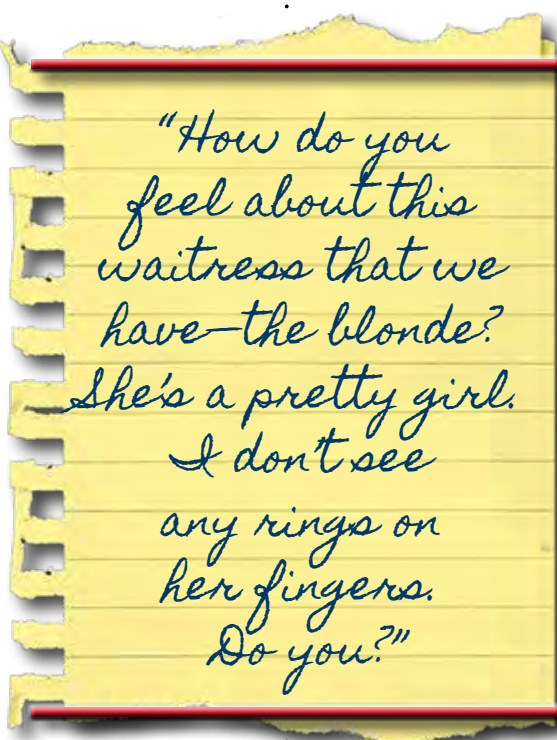 “How do you
feel about this
waitress that we
have—the blonde?
She's a pretty girl.
I don't see
any rings on
her fingers.
Do you?”